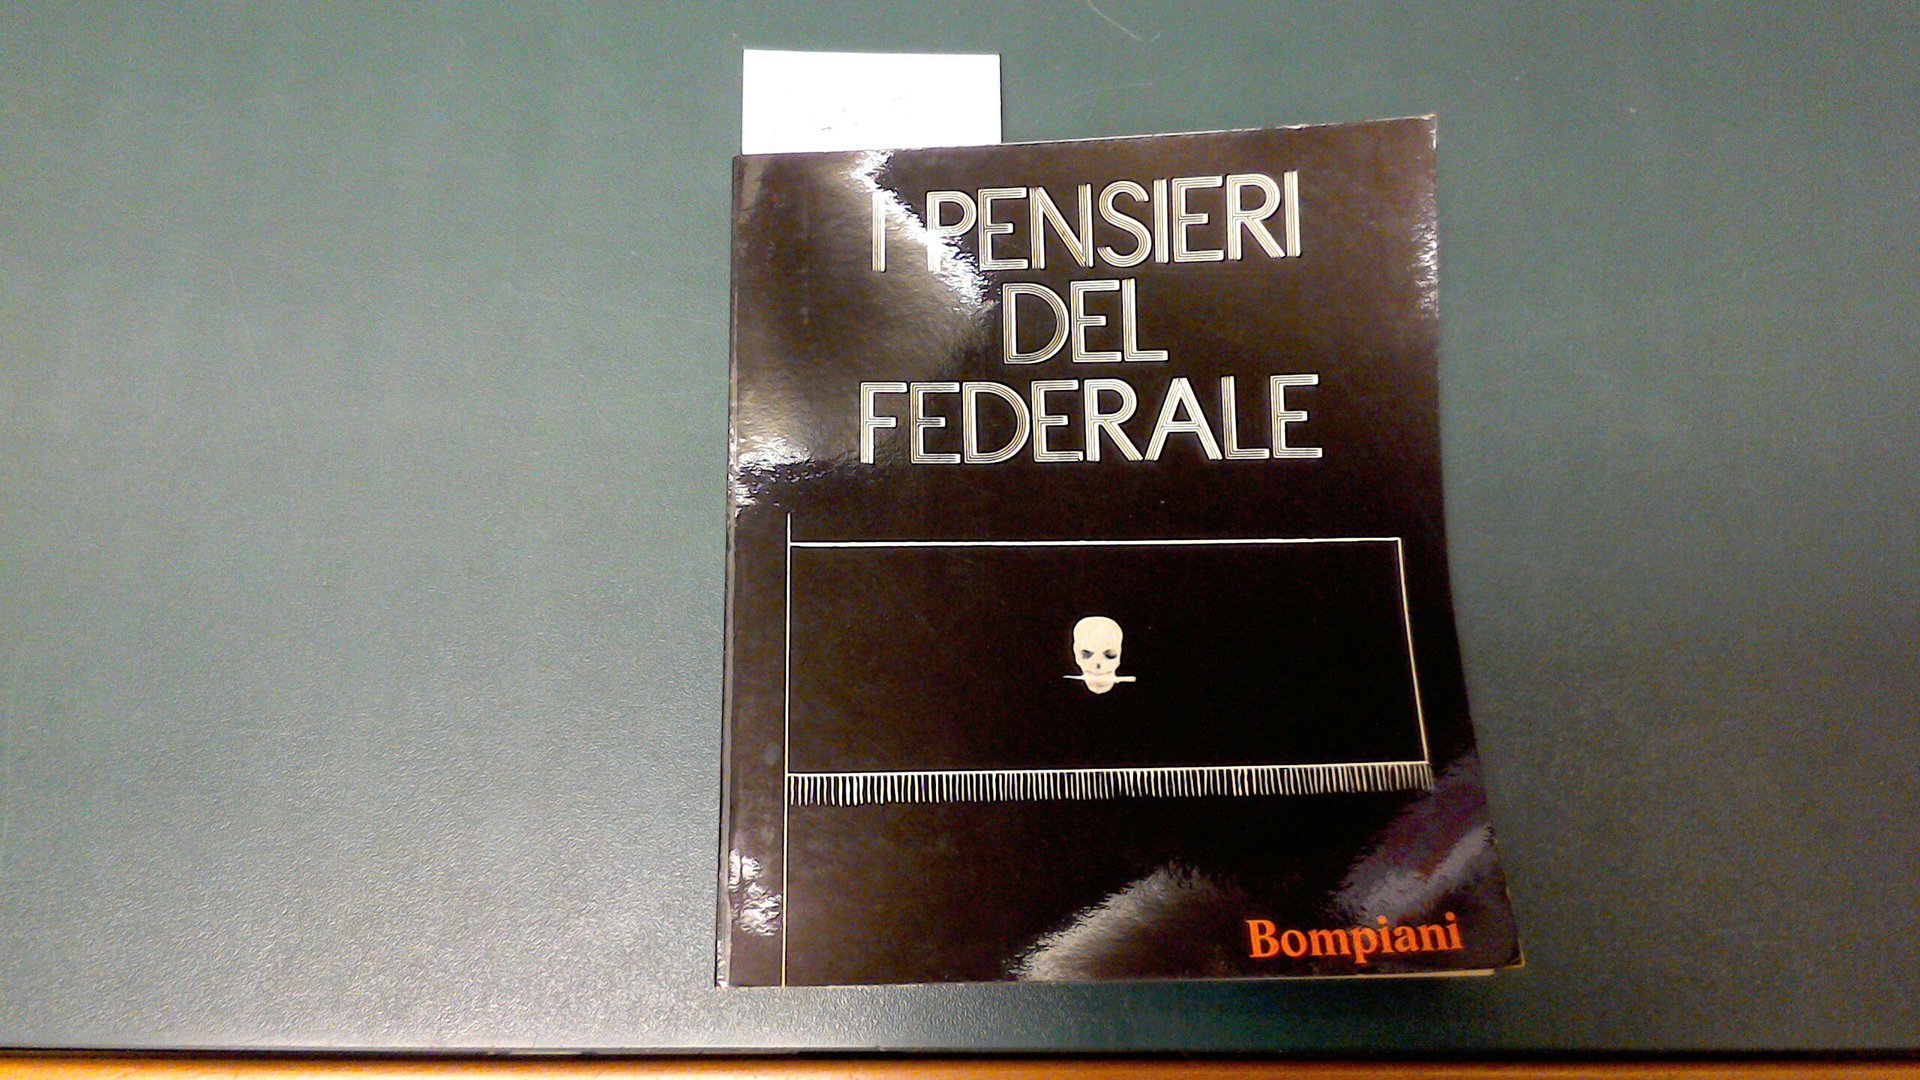 I PENSIERI
DEL
FEDERALE
Bompiani